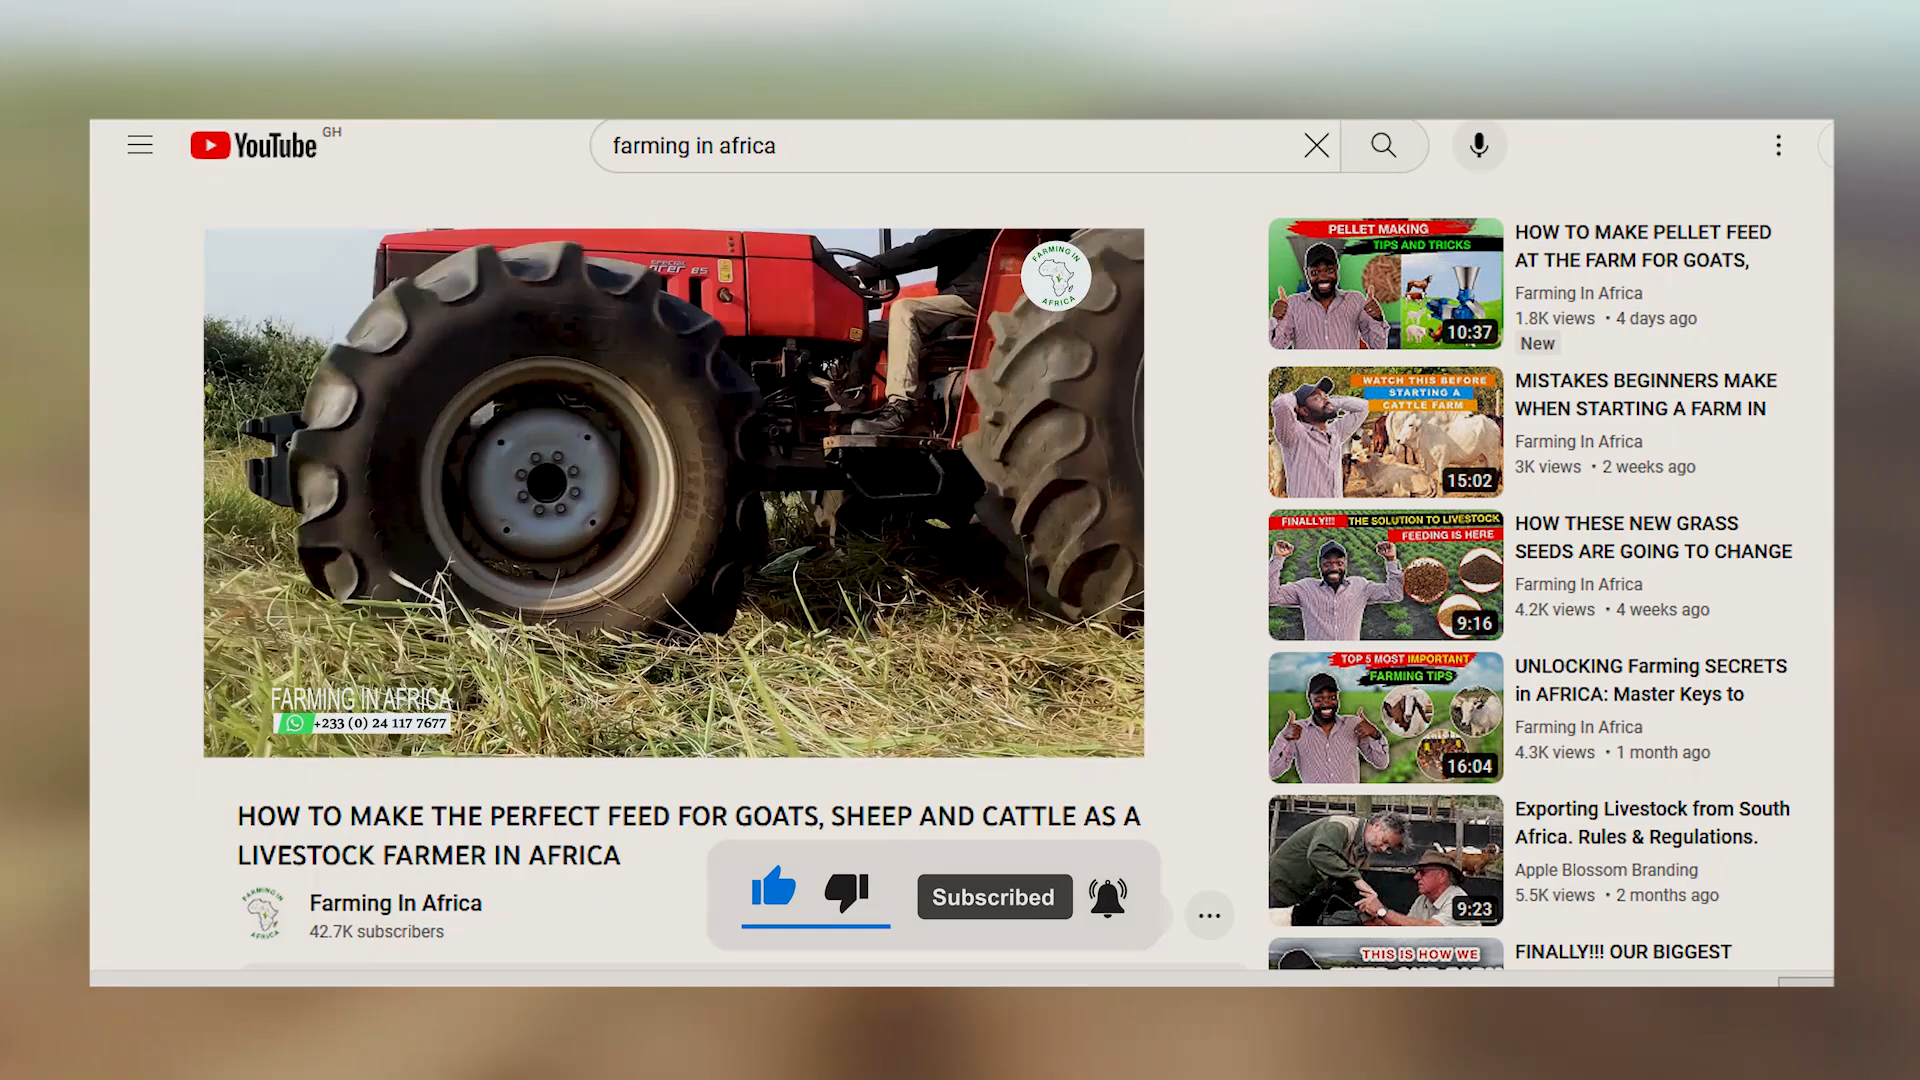 YouTube GH
farming in africa
SPECIAL
85
FARMING IN
AFRICA
FARMING IN AFRICA
+233 (0) 24 117 7677
HOW TO MAKE THE PERFECT FEED FOR GOATS, SHEEP AND CATTLE AS A
LIVESTOCK FARMER IN AFRICA
FARMING IN
AFRICA
Farming In Africa
42.7K subscribers
Subscribed
PELLET MAKING
TIPS AND TRICKS
10:37
HOW TO MAKE PELLET FEED
AT THE FARM FOR GOATS,
Farming In Africa
1.8K views • 4 days ago
New
WATCH THIS BEFORE
STARTING A
CATTLE FARM
15:02
MISTAKES BEGINNERS MAKE
WHEN STARTING A FARM IN
Farming In Africa
3K views • 2 weeks ago
FINALLY!!! THE SOLUTION TO LIVESTOCK
FEEDING IS HERE
9:16
HOW THESE NEW GRASS
SEEDS ARE GOING TO CHANGE
Farming In Africa
4.2K views • 4 weeks ago
TOP 5 MOST IMPORTANT
FARMING TIPS
16:04
UNLOCKING Farming SECRETS
in AFRICA: Master Keys to
Farming In Africa
4.3K views • 1 month ago
9:23
Exporting Livestock from South
Africa. Rules & Regulations.
Apple Blossom Branding
5.5K views • 2 months ago
THIS IS HOW WE
FINALLY!!! OUR BIGGEST